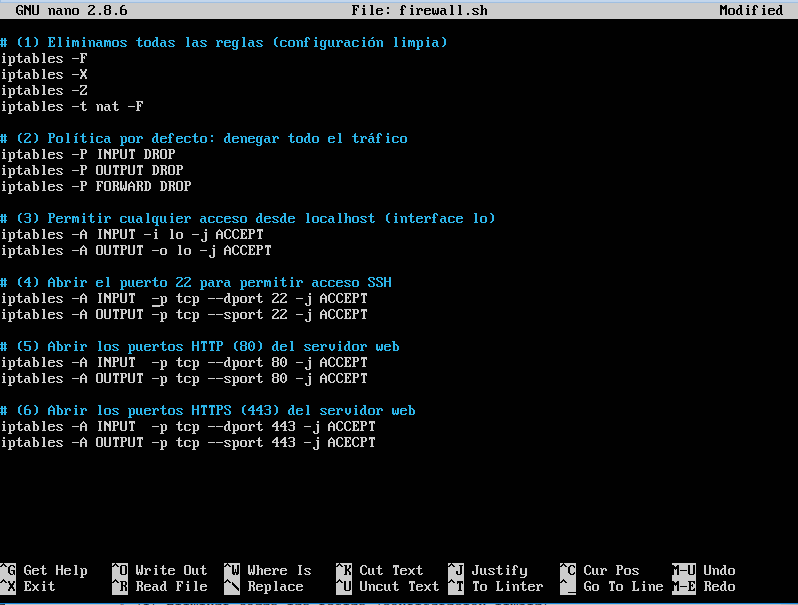 GNU nano 2.8.6 File: firewall.sh Modified
# (1) Eliminamos todas las reglas (configuración limpia)
iptables -F
iptables -X
iptables -Z
iptables -t nat -F
# (2) Política por defecto: denegar todo el tráfico
iptables -P INPUT DROP
iptables -P OUTPUT DROP
iptables -P FORWARD DROP
# (3) Permitir cualquier acceso desde localhost (interface lo)
iptables -A INPUT -i lo -j ACCEPT
iptables -A OUTPUT -o lo -j ACCEPT
# (4) Abrir el puerto 22 para permitir acceso SSH
iptables -A INPUT  -p tcp --dport 22 -j ACCEPT
iptables -A OUTPUT -p tcp --sport 22 -j ACCEPT
# (5) Abrir los puertos HTTP (80) del servidor web
iptables -A INPUT  -p tcp --dport 80 -j ACCEPT
iptables -A OUTPUT -p tcp --sport 80 -j ACCEPT
# (6) Abrir los puertos HTTPS (443) del servidor web
iptables -A INPUT  -p tcp --dport 443 -j ACCEPT
iptables -A OUTPUT -p tcp --sport 443 -j ACECPT
^G Get Help ^O Write Out ^W Where Is ^K Cut Text ^J Justify ^C Cur Pos M-U Undo
^X Exit ^R Read File ^\ Replace ^U Uncut Text ^T To Linter ^_ Go To Line M-E Redo